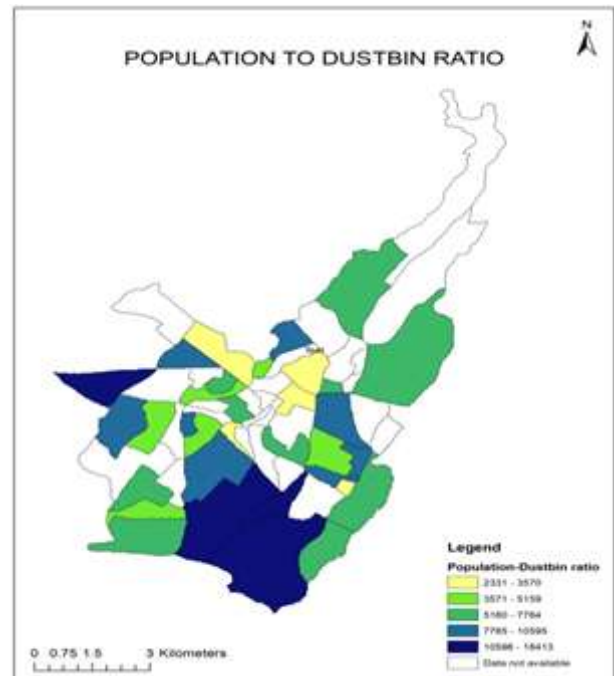 N
POPULATION TO DUSTBIN RATIO
Legend
Population-Dustbin ratio
2331 - 3570
3571 - 5159
5160 - 7764
7765 - 10595
10596 - 18413
Data not available
0 0.75 1.5 3 Kilometers